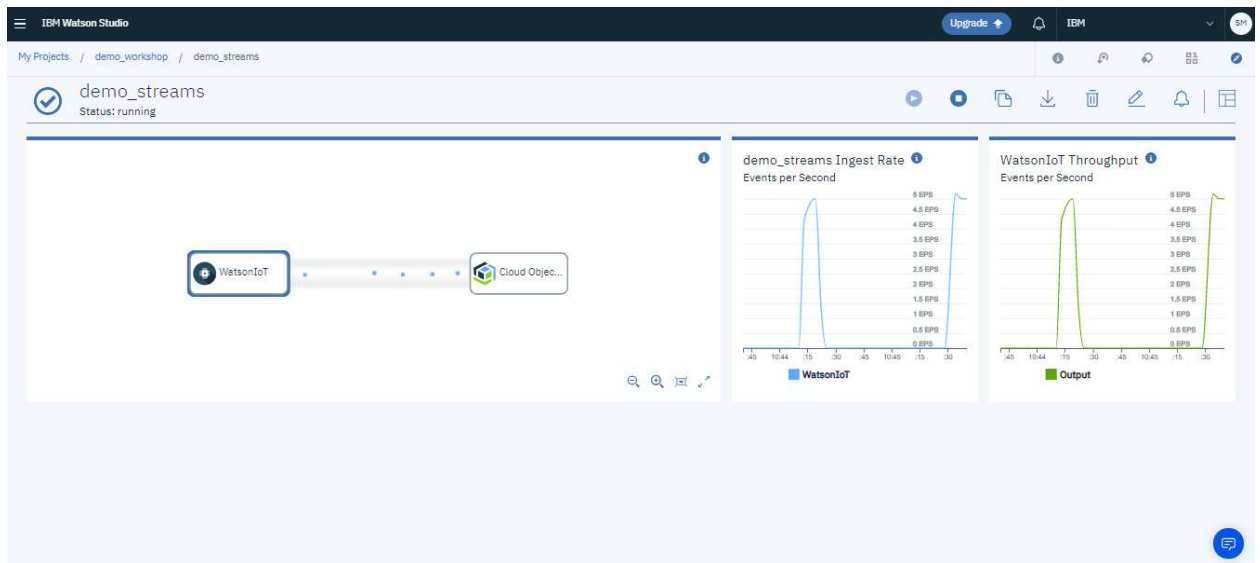 IBM Watson Studio
Upgrade
IBM
SM
My Projects / demo_workshop / demo_streams
demo_streams
Status: running
WatsonIoT
Cloud Objec...
demo_streams Ingest Rate
Events per Second
5 EPS
4.5 EPS
4 EPS
3.5 EPS
3 EPS
2.5 EPS
2 EPS
1.5 EPS
1 EPS
0.5 EPS
0 EPS
:45 10:44 :15 :30 :45 10:45 :15 :30
WatsonIoT
WatsonIoT Throughput
Events per Second
5 EPS
4.5 EPS
4 EPS
3.5 EPS
3 EPS
2.5 EPS
2 EPS
1.5 EPS
1 EPS
0.5 EPS
0 EPS
:45 10:44 :15 :30 :45 10:45 :15 :30
Output